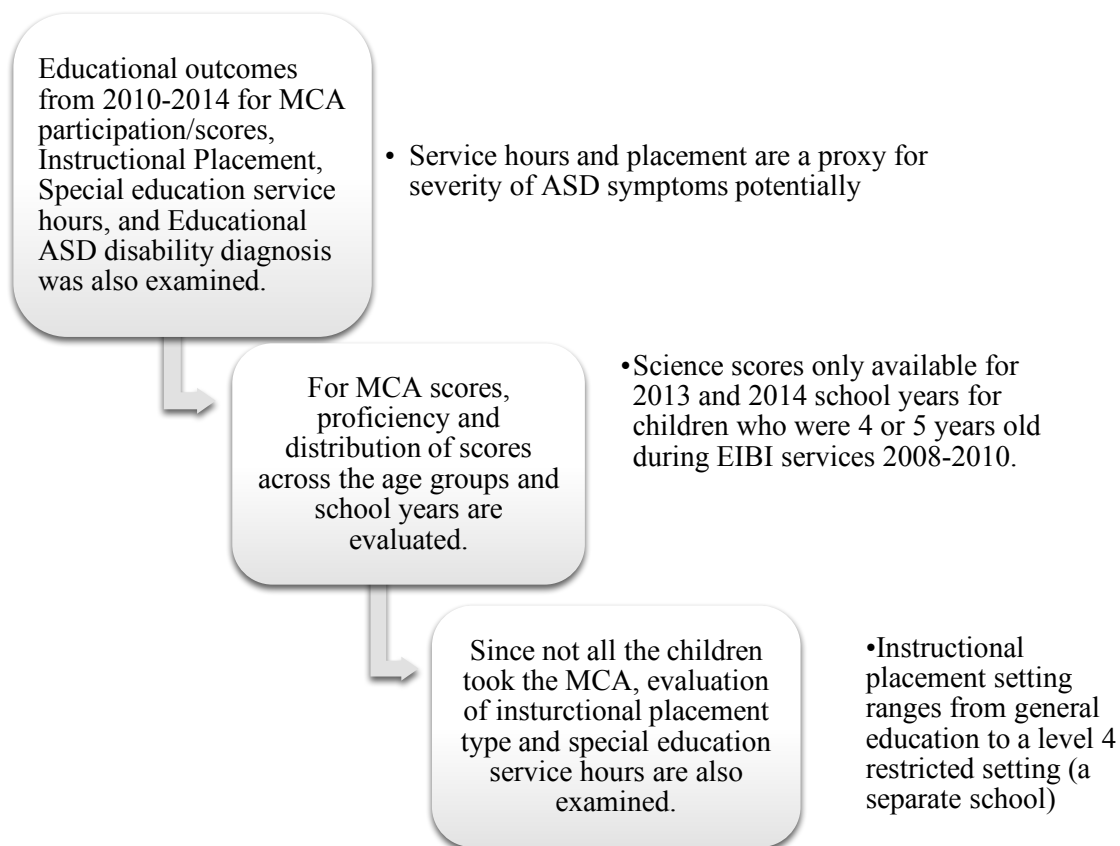 Educational outcomes
from 2010-2014 for MCA
participation/scores,
Instructional Placement,
Special education service
hours, and Educational
ASD disability diagnosis
was also examined.
• Service hours and placement are a proxy for
severity of ASD symptoms potentially
For MCA scores,
proficiency and
distribution of scores
across the age groups and
school years are
evaluated.
•Science scores only available for
2013 and 2014 school years for
children who were 4 or 5 years old
during EIBI services 2008-2010.
Since not all the children
took the MCA, evaluation
of insturctional placement
type and special education
service hours are also
examined.
•Instructional
placement setting
ranges from general
education to a level 4
restricted setting (a
separate school)